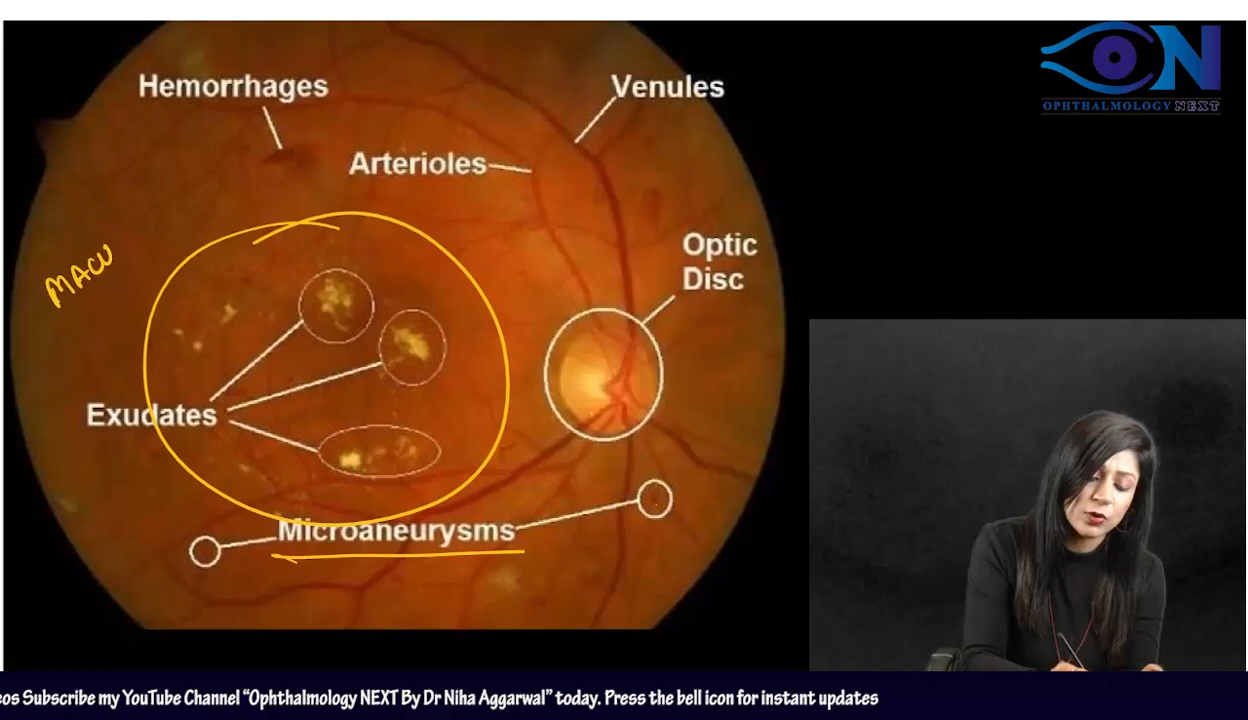 Hemorrhages
Venules
Arterioles
Optic
Disc
MACU
Exudates
Microaneurysms
ON
OPHTHALMOLOGY NEXT
eos Subscribe my YouTube Channel “Ophthalmology NEXT By Dr Niha Aggarwal” today. Press the bell icon for instant updates